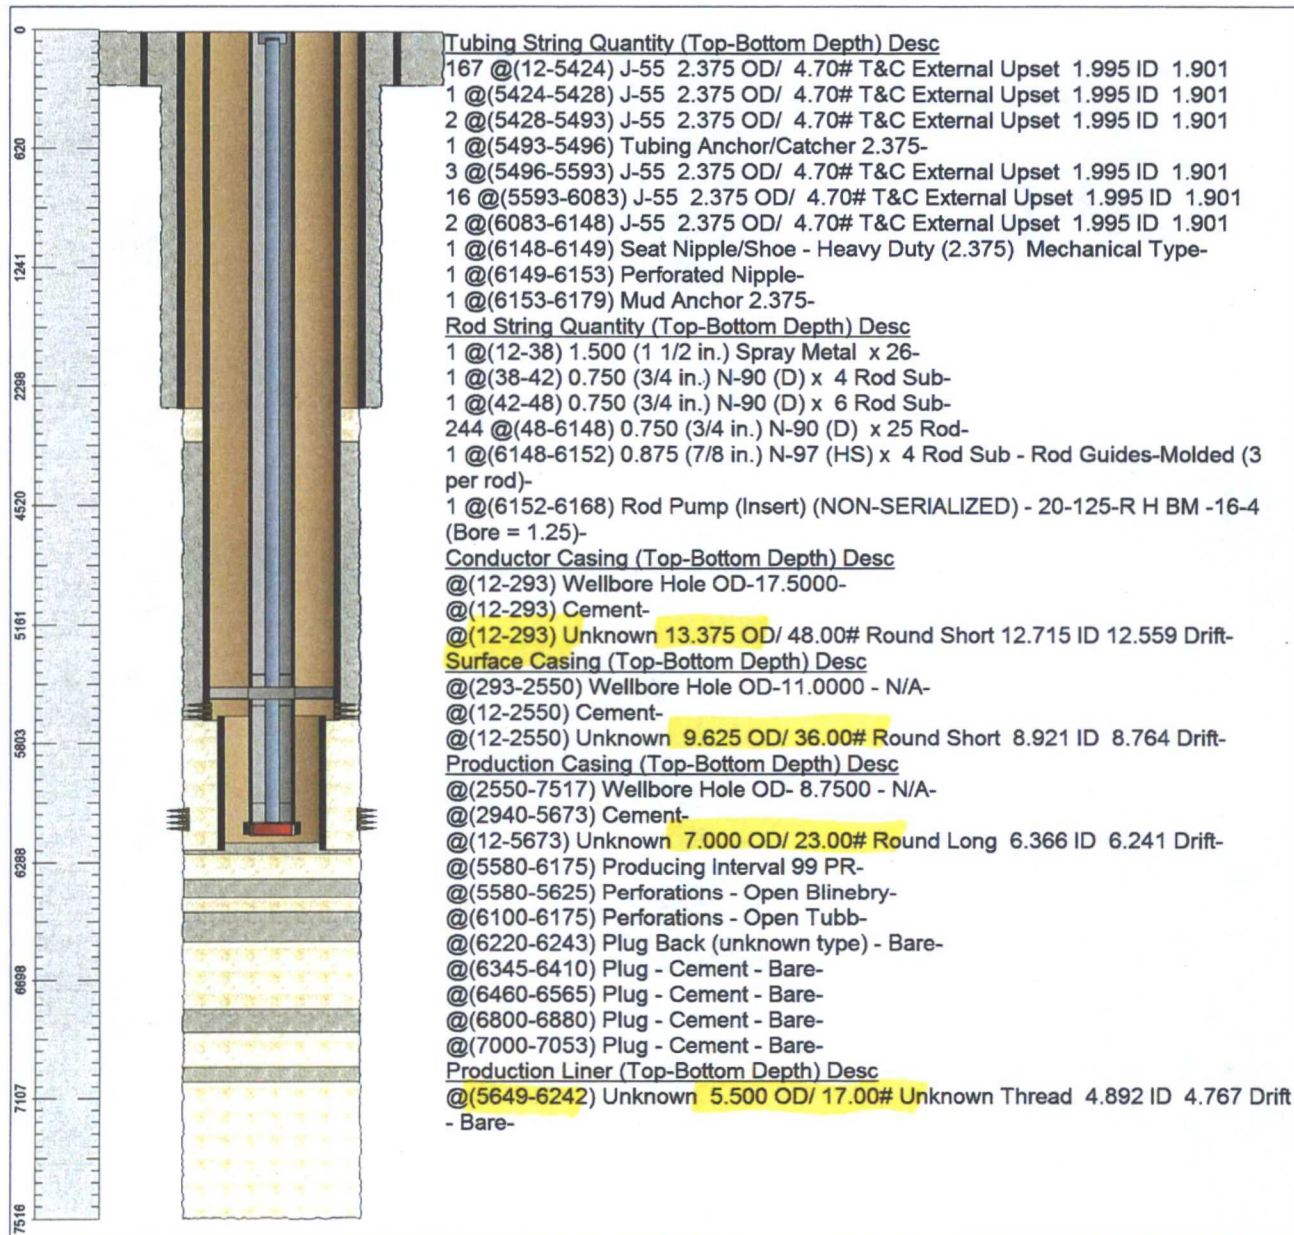 0
620
1241
2298
4520
5161
5803
6288
6698
7107
7516
Tubing String Quantity (Top-Bottom Depth) Desc
167 @(12-5424) J-55 2.375 OD/ 4.70# T&C External Upset 1.995 ID 1.901
1 @(5424-5428) J-55 2.375 OD/ 4.70# T&C External Upset 1.995 ID 1.901
2 @(5428-5493) J-55 2.375 OD/ 4.70# T&C External Upset 1.995 ID 1.901
1 @(5493-5496) Tubing Anchor/Catcher 2.375-
3 @(5496-5593) J-55 2.375 OD/ 4.70# T&C External Upset 1.995 ID 1.901
16 @(5593-6083) J-55 2.375 OD/ 4.70# T&C External Upset 1.995 ID 1.901
2 @(6083-6148) J-55 2.375 OD/ 4.70# T&C External Upset 1.995 ID 1.901
1 @(6148-6149) Seat Nipple/Shoe - Heavy Duty (2.375) Mechanical Type-
1 @(6149-6153) Perforated Nipple-
1 @(6153-6179) Mud Anchor 2.375-
Rod String Quantity (Top-Bottom Depth) Desc
1 @(12-38) 1.500 (1 1/2 in.) Spray Metal x 26-
1 @(38-42) 0.750 (3/4 in.) N-90 (D) x 4 Rod Sub-
1 @(42-48) 0.750 (3/4 in.) N-90 (D) x 6 Rod Sub-
244 @(48-6148) 0.750 (3/4 in.) N-90 (D) x 25 Rod-
1 @(6148-6152) 0.875 (7/8 in.) N-97 (HS) x 4 Rod Sub - Rod Guides-Molded (3
per rod)-
1 @(6152-6168) Rod Pump (Insert) (NON-SERIALIZED) - 20-125-R H BM -16-4
(Bore = 1.25)-
Conductor Casing (Top-Bottom Depth) Desc
@(12-293) Wellbore Hole OD-17.5000-
@(12-293) Cement-
@(12-293) Unknown 13.375 OD/ 48.00# Round Short 12.715 ID 12.559 Drift-
Surface Casing (Top-Bottom Depth) Desc
@(293-2550) Wellbore Hole OD-11.0000 - N/A-
@(12-2550) Cement-
@(12-2550) Unknown 9.625 OD/ 36.00# Round Short 8.921 ID 8.764 Drift-
Production Casing (Top-Bottom Depth) Desc
@(2550-7517) Wellbore Hole OD- 8.7500 - N/A-
@(2940-5673) Cement-
@(12-5673) Unknown 7.000 OD/ 23.00# Round Long 6.366 ID 6.241 Drift-
@(5580-6175) Producing Interval 99 PR-
@(5580-5625) Perforations - Open Blinebry-
@(6100-6175) Perforations - Open Tubb-
@(6220-6243) Plug Back (unknown type) - Bare-
@(6345-6410) Plug - Cement - Bare-
@(6460-6565) Plug - Cement - Bare-
@(6800-6880) Plug - Cement - Bare-
@(7000-7053) Plug - Cement - Bare-
Production Liner (Top-Bottom Depth) Desc
@(5649-6242) Unknown 5.500 OD/ 17.00# Unknown Thread 4.892 ID 4.767 Drift
- Bare-